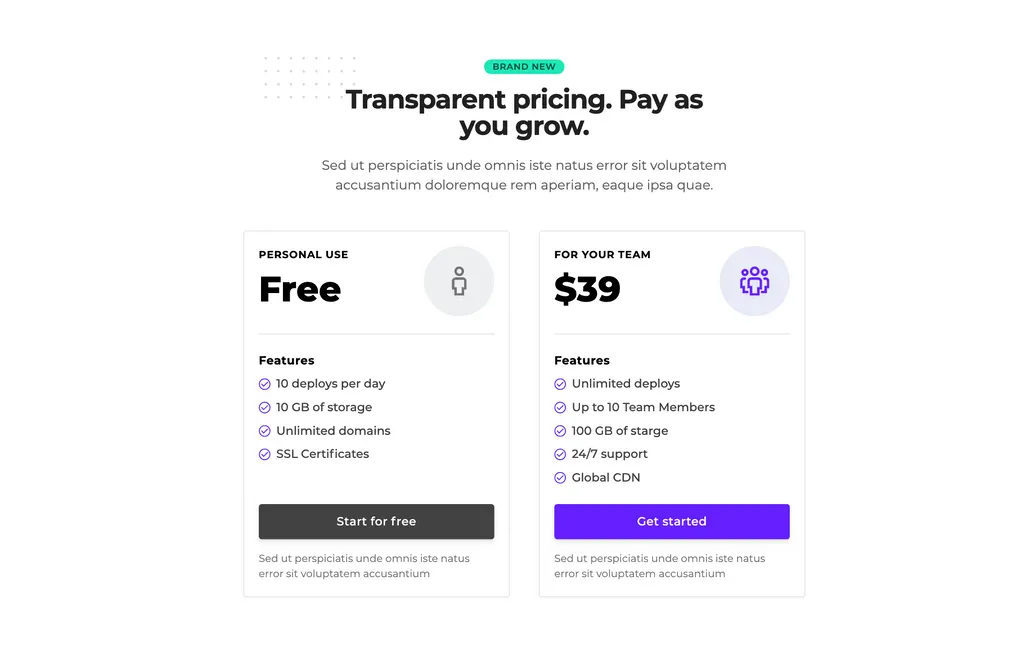 BRAND NEW
Transparent pricing. Pay as
you grow.
Sed ut perspiciatis unde omnis iste natus error sit voluptatem
accusantium doloremque rem aperiam, eaque ipsa quae.
PERSONAL USE
Free
Features
10 deploys per day
10 GB of storage
Unlimited domains
SSL Certificates
Start for free
Sed ut perspiciatis unde omnis iste natus
error sit voluptatem accusantium
FOR YOUR TEAM
$39
Features
Unlimited deploys
Up to 10 Team Members
100 GB of starge
24/7 support
Global CDN
Get started
Sed ut perspiciatis unde omnis iste natus
error sit voluptatem accusantium